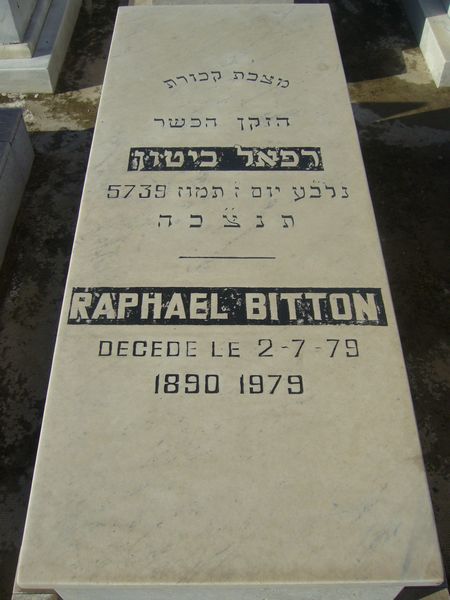 מצבת קבורת
הזקן הכשר
רפאל ביטון
נלב״ע יום ז׳ תמוז 5739
ת נ צ״ ב ה
RAPHAEL BITTON
DECEDE LE 2-7-79
1890 1979